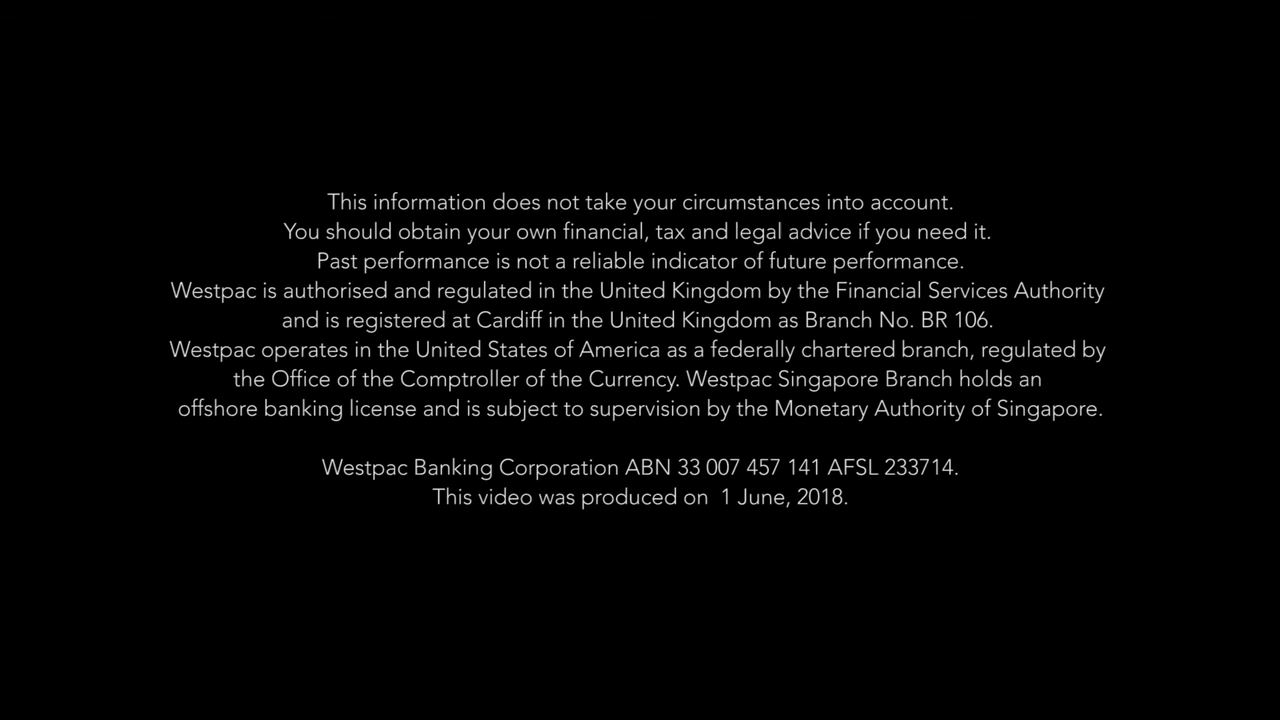 This information does not take your circumstances into account.
You should obtain your own financial, tax and legal advice if you need it.
Past performance is not a reliable indicator of future performance.
Westpac is authorised and regulated in the United Kingdom by the Financial Services Authority
and is registered at Cardiff in the United Kingdom as Branch No. BR 106.
Westpac operates in the United States of America as a federally chartered branch, regulated by
the Office of the Comptroller of the Currency. Westpac Singapore Branch holds an
offshore banking license and is subject to supervision by the Monetary Authority of Singapore.
Westpac Banking Corporation ABN 33 007 457 141 AFSL 233714.
This video was produced on  1 June, 2018.